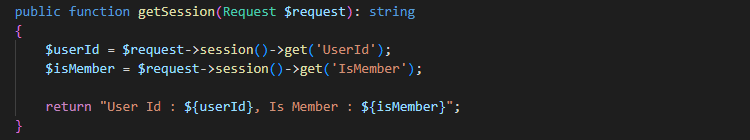 public function getSession(Request $request): string
{
    $userId = $request->session()->get('UserId');
    $isMember = $request->session()->get('IsMember');

    return "User Id : ${userId}, Is Member : ${isMember}";
}